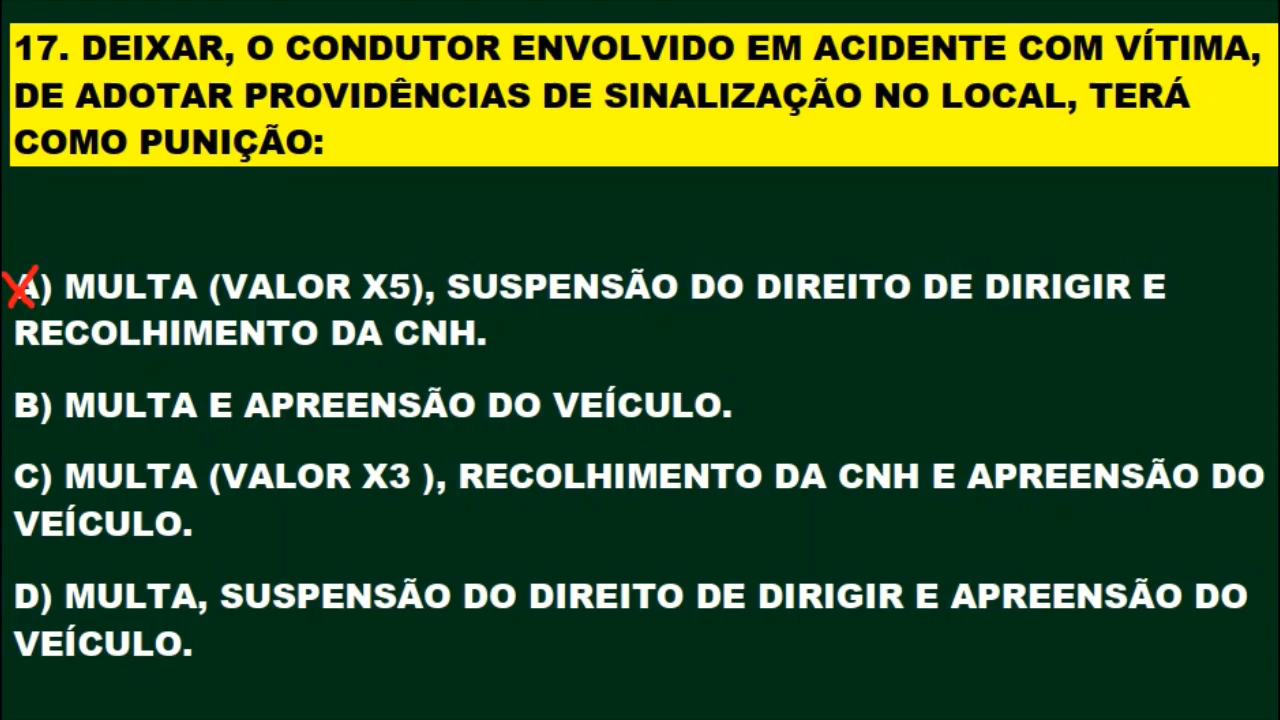 17. DEIXAR, O CONDUTOR ENVOLVIDO EM ACIDENTE COM VÍTIMA,
DE ADOTAR PROVIDÊNCIAS DE SINALIZAÇÃO NO LOCAL, TERÁ
COMO PUNIÇÃO:
A) MULTA (VALOR X5), SUSPENSÃO DO DIREITO DE DIRIGIR E
RECOLHIMENTO DA CNH.
B) MULTA E APREENSÃO DO VEÍCULO.
C) MULTA (VALOR X3 ), RECOLHIMENTO DA CNH E APREENSÃO DO
VEÍCULO.
D) MULTA, SUSPENSÃO DO DIREITO DE DIRIGIR E APREENSÃO DO
VEÍCULO.